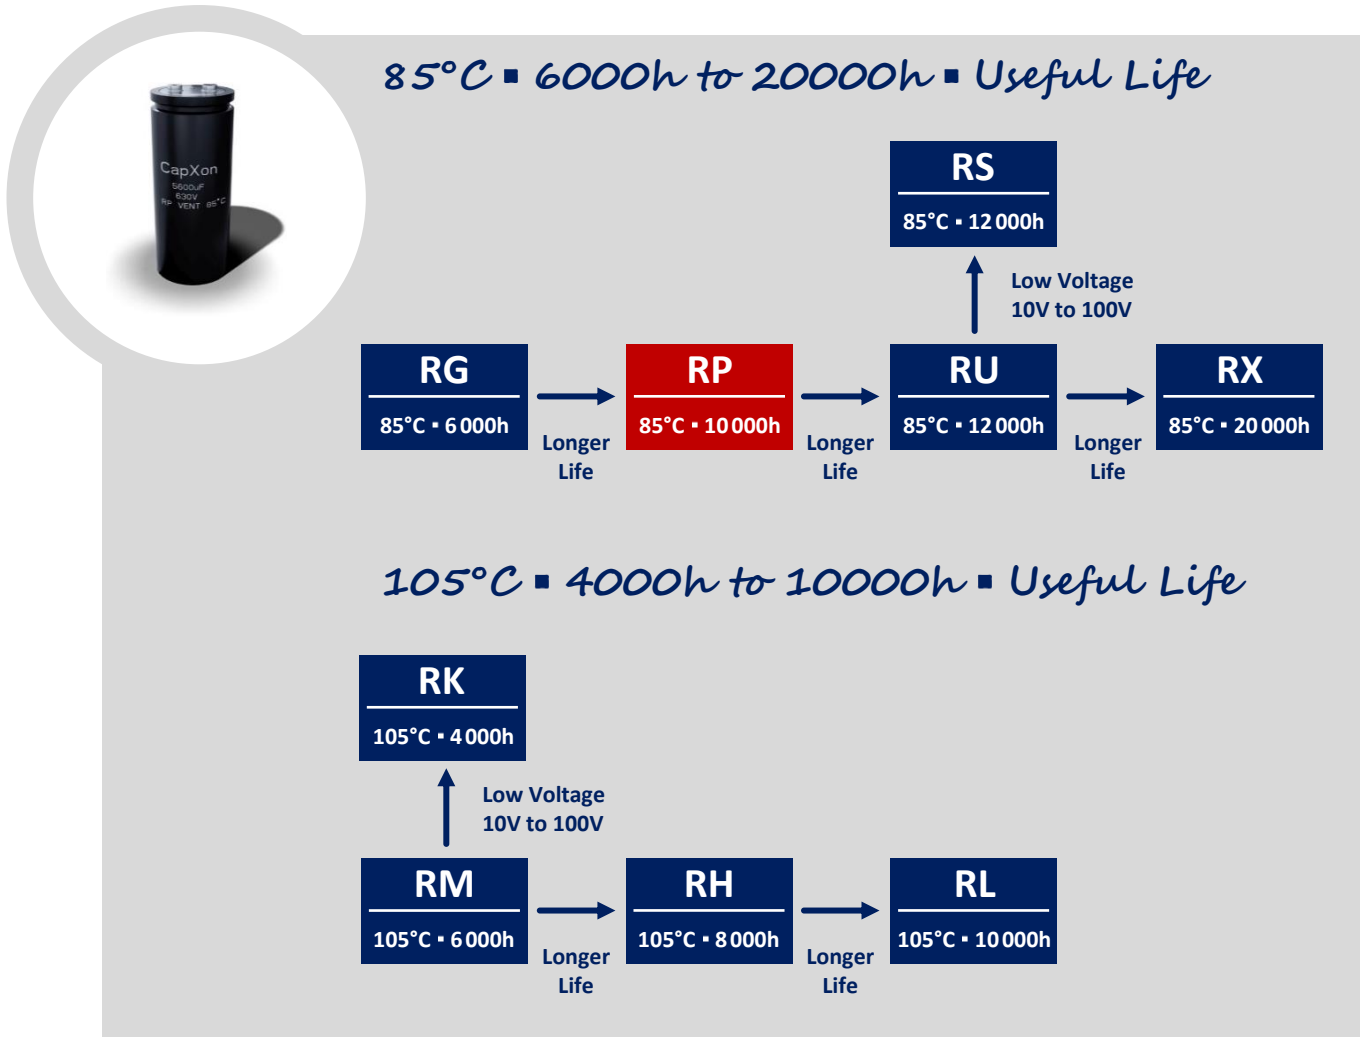 85°C ▪ 6000h to 20000h ▪ Useful Life
CapXon
5600uF
630V
RP VENT 85°C
RS
85°C ▪ 12 000h
Low Voltage
10V to 100V
RG
85°C ▪ 6 000h
Longer
Life
RP
85°C ▪ 10 000h
Longer
Life
RU
85°C ▪ 12 000h
Longer
Life
RX
85°C ▪ 20 000h
105°C ▪ 4000h to 10000h ▪ Useful Life
RK
105°C ▪ 4 000h
Low Voltage
10V to 100V
RM
105°C ▪ 6 000h
Longer
Life
RH
105°C ▪ 8 000h
Longer
Life
RL
105°C ▪ 10 000h